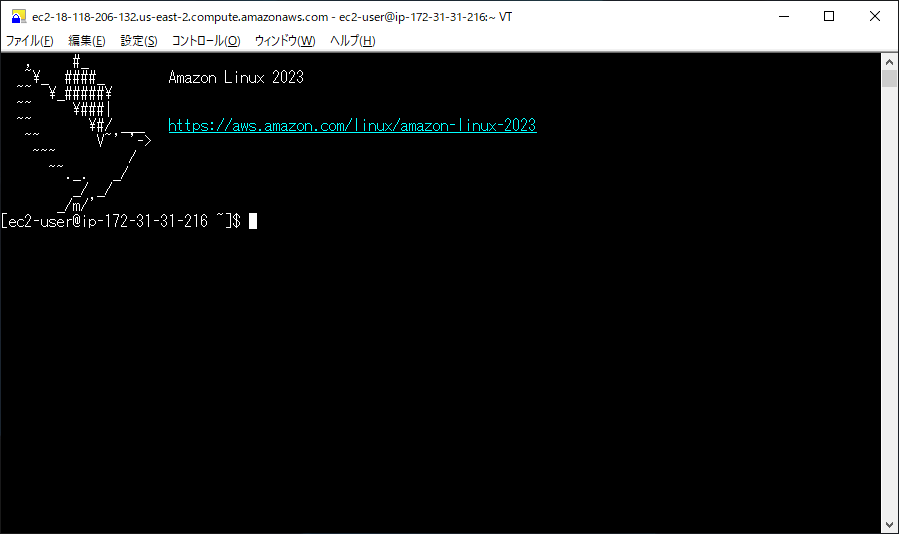 ec2-18-118-206-132.us-east-2.compute.amazonaws.com - ec2-user@ip-172-31-31-216:~ VT
ファイル(F) 編集(E) 設定(S) コントロール(O) ウィンドウ(W) ヘルプ(H)
   ,     #_
   ~¥_  ####_        Amazon Linux 2023
  ~~  ¥_#####¥
  ~~     ¥###|
  ~~       ¥#/ ___   https://aws.amazon.com/linux/amazon-linux-2023
   ~~       V~' '->
    ~~~         /
      ~~._.   _/
         _/ _/
       _/m/'
[ec2-user@ip-172-31-31-216 ~]$